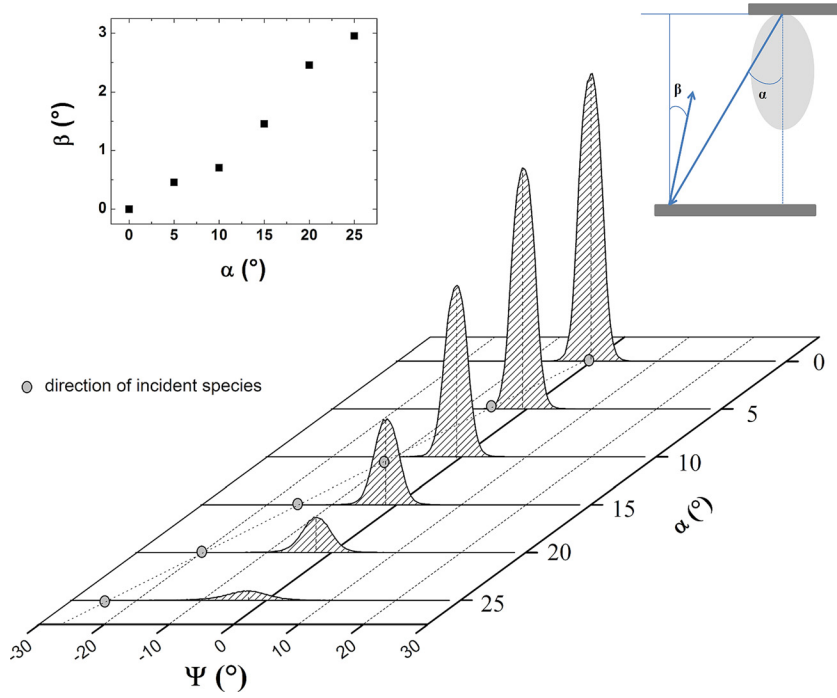 3
2
1
0
β (°)
0 5 10 15 20 25
α (°)
β
α
direction of incident species
0
5
10
15
20
25
α (°)
-30 -20 -10 0 10 20 30
Ψ (°)